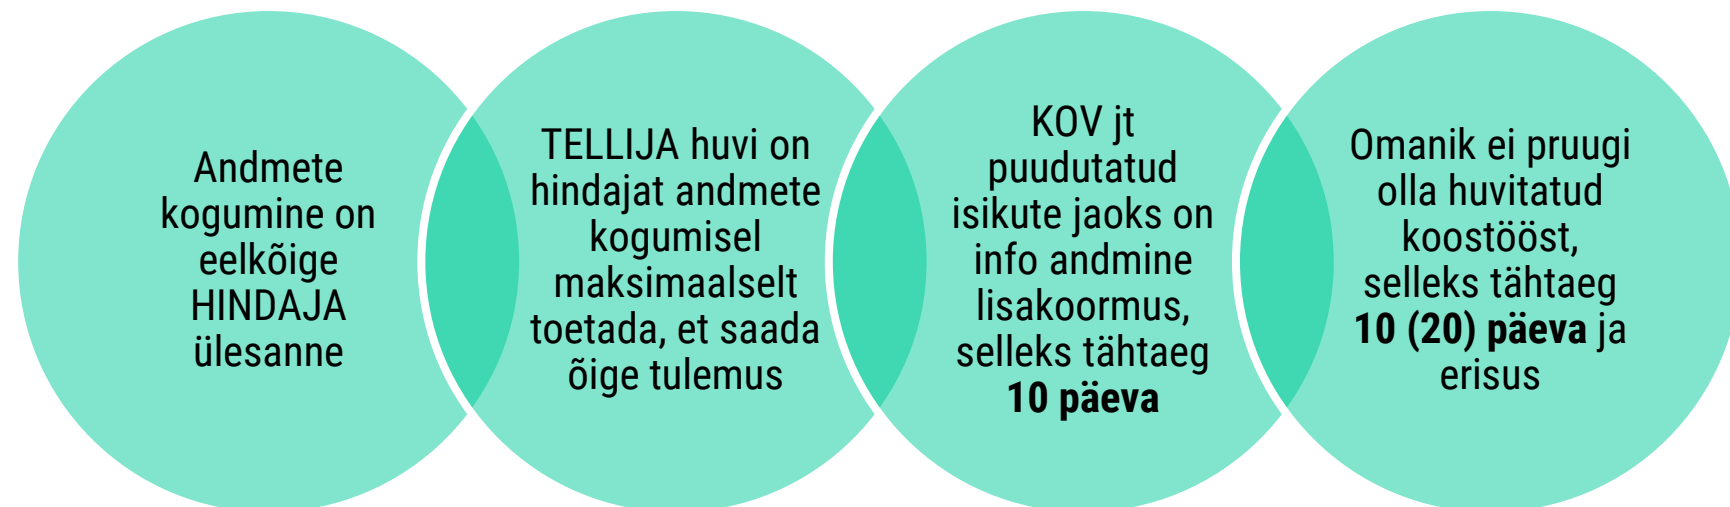 Andmete
kogumine on
eelkõige
HINDAJA
ülesanne
TELLIJA huvi on
hindajat andmete
kogumisel
maksimaalselt
toetada, et saada
õige tulemus
KOV jt
puudutatud
isikute jaoks on
info andmine
lisakoormus,
selleks tähtaeg
10 päeva
Omanik ei pruugi
olla huvitatud
koostööst,
selleks tähtaeg
10 (20) päeva ja
erisus